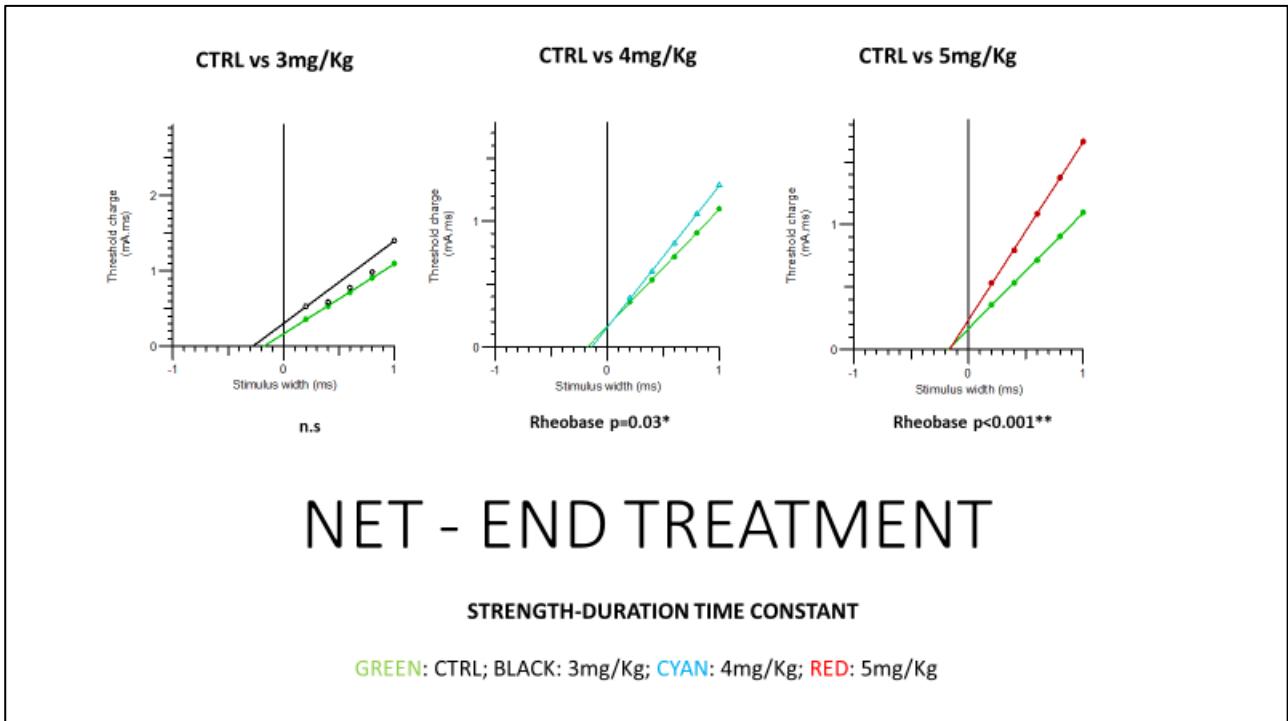 CTRL vs 3mg/Kg
CTRL vs 4mg/Kg
CTRL vs 5mg/Kg
Threshold charge
(mA.ms)
2
1
0
-1
0
1
Stimulus width (ms)
n.s
Threshold charge
(mA.ms)
1
0
-1
0
1
Stimulus width (ms)
Rheobase p=0.03*
Threshold charge
(mA.ms)
1
0
-1
0
1
Stimulus width (ms)
Rheobase p<0.001**
NET - END TREATMENT
STRENGTH-DURATION TIME CONSTANT
GREEN: CTRL; BLACK: 3mg/Kg; CYAN: 4mg/Kg; RED: 5mg/Kg